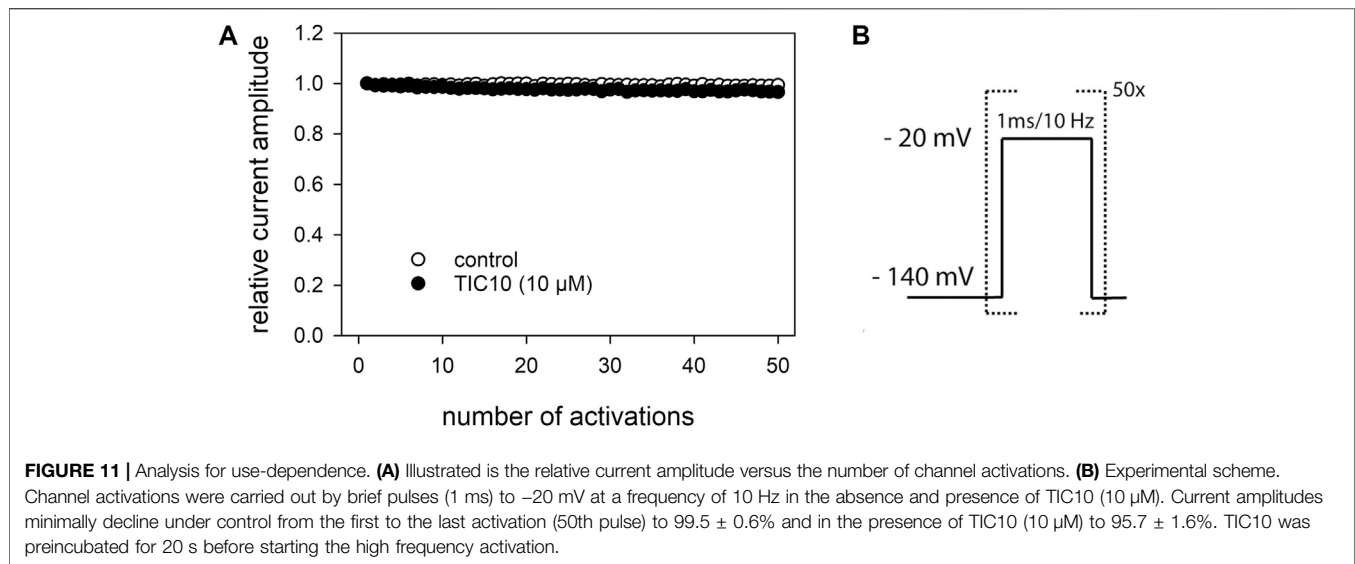 A
1.2
1.0
0.8
0.6
0.4
0.2
0.0
relative current amplitude
control
TIC10 (10 µM)
0 10 20 30 40 50
number of activations
B
50x
1ms/10 Hz
- 20 mV
- 140 mV
FIGURE 11 | Analysis for use-dependence. (A) Illustrated is the relative current amplitude versus the number of channel activations. (B) Experimental scheme.
Channel activations were carried out by brief pulses (1 ms) to −20 mV at a frequency of 10 Hz in the absence and presence of TIC10 (10 µM). Current amplitudes
minimally decline under control from the first to the last activation (50th pulse) to 99.5 ± 0.6% and in the presence of TIC10 (10 µM) to 95.7 ± 1.6%. TIC10 was
preincubated for 20 s before starting the high frequency activation.